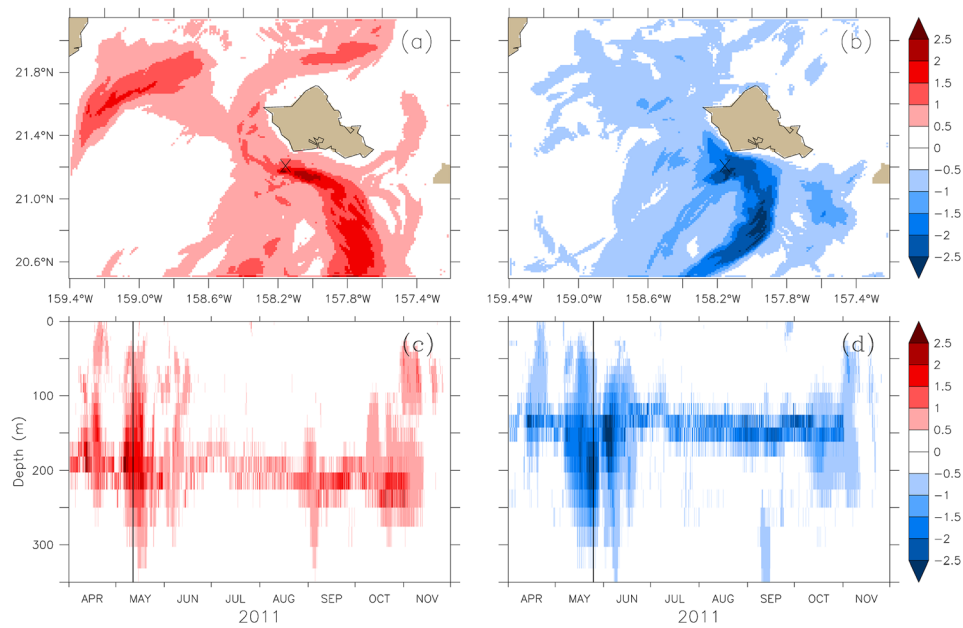 (a)
21.8°N
21.4°N
21.0°N
20.6°N
159.4°W 159.0°W 158.6°W 158.2°W 157.8°W 157.4°W
(b)
159.4°W 159.0°W 158.6°W 158.2°W 157.8°W 157.4°W
2.5
2
1.5
1
0.5
0
−0.5
−1
−1.5
−2
−2.5
(c)
Depth (m)
0
100
200
300
APR MAY JUN JUL AUG SEP OCT NOV
2011
(d)
APR MAY JUN JUL AUG SEP OCT NOV
2011
2.5
2
1.5
1
0.5
0
−0.5
−1
−1.5
−2
−2.5